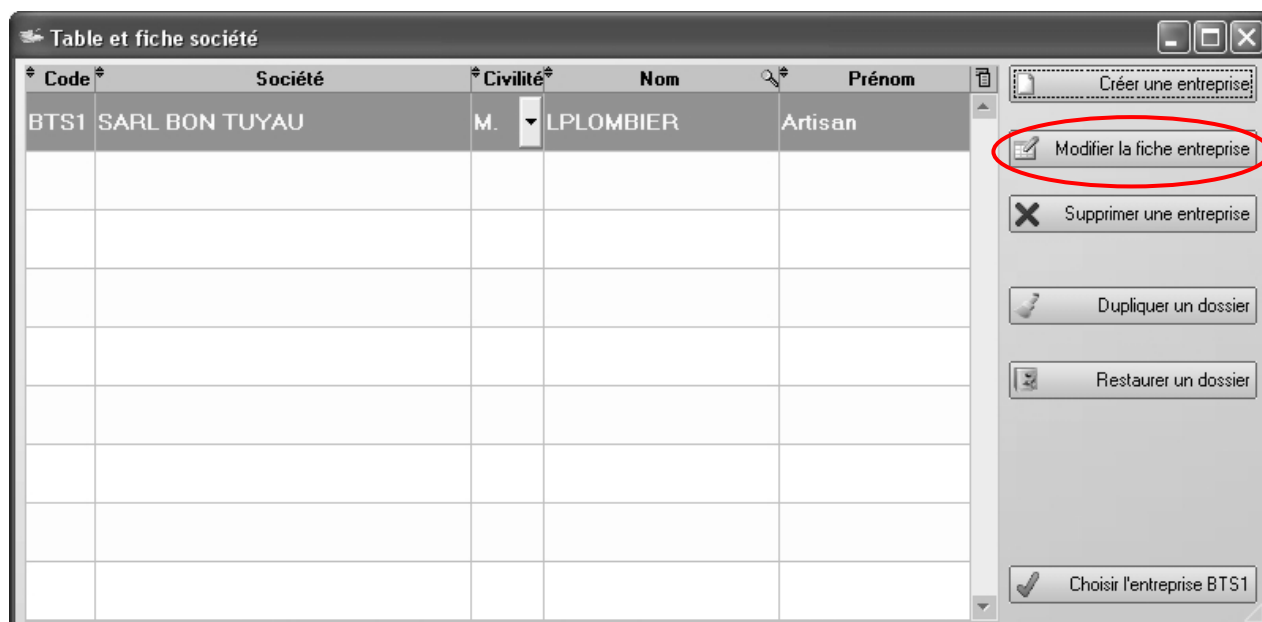 Table et fiche société
Code Société Civilité Nom Prénom
BTS1 SARL BON TUYAU M. LPLOMBIER Artisan
Créer une entreprise
Modifier la fiche entreprise
Supprimer une entreprise
Dupliquer un dossier
Restaurer un dossier
Choisir l'entreprise BTS1